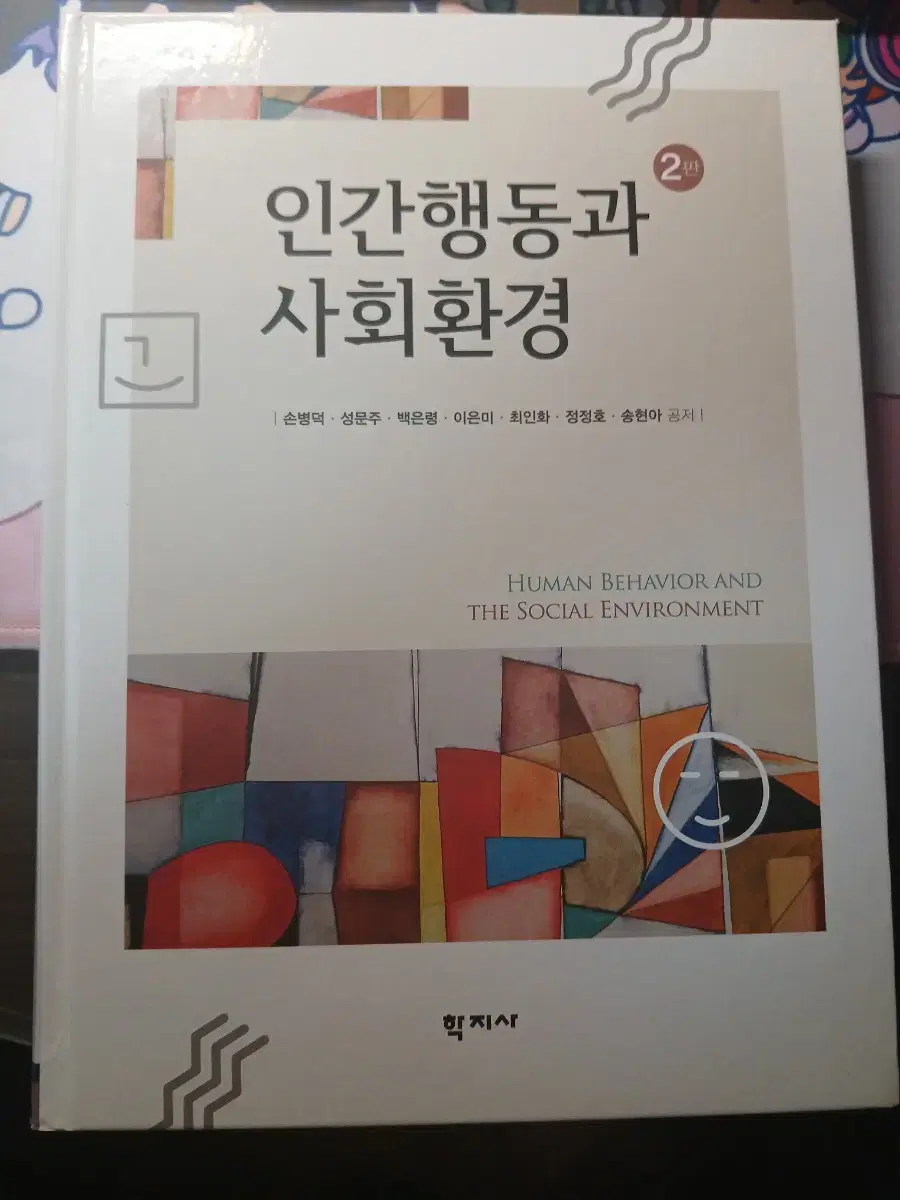 2판
인간행동과
사회환경
| 손병덕 · 성문주 · 백은령 · 이은미 · 최인화 · 정정호 · 송현아 공저 |
HUMAN BEHAVIOR AND
THE SOCIAL ENVIRONMENT
학지사